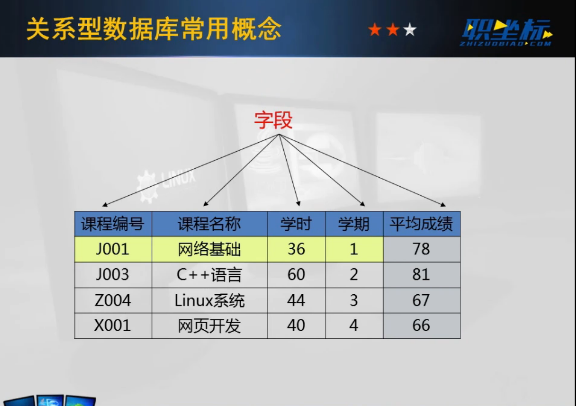 关系型数据库常用概念
职坐标
ZHIZUOBIAO.COM
字段
LINUX
课程编号 课程名称 学时 学期 平均成绩
J001 网络基础 36 1 78
J003 C++语言 60 2 81
Z004 Linux系统 44 3 67
X001 网页开发 40 4 66